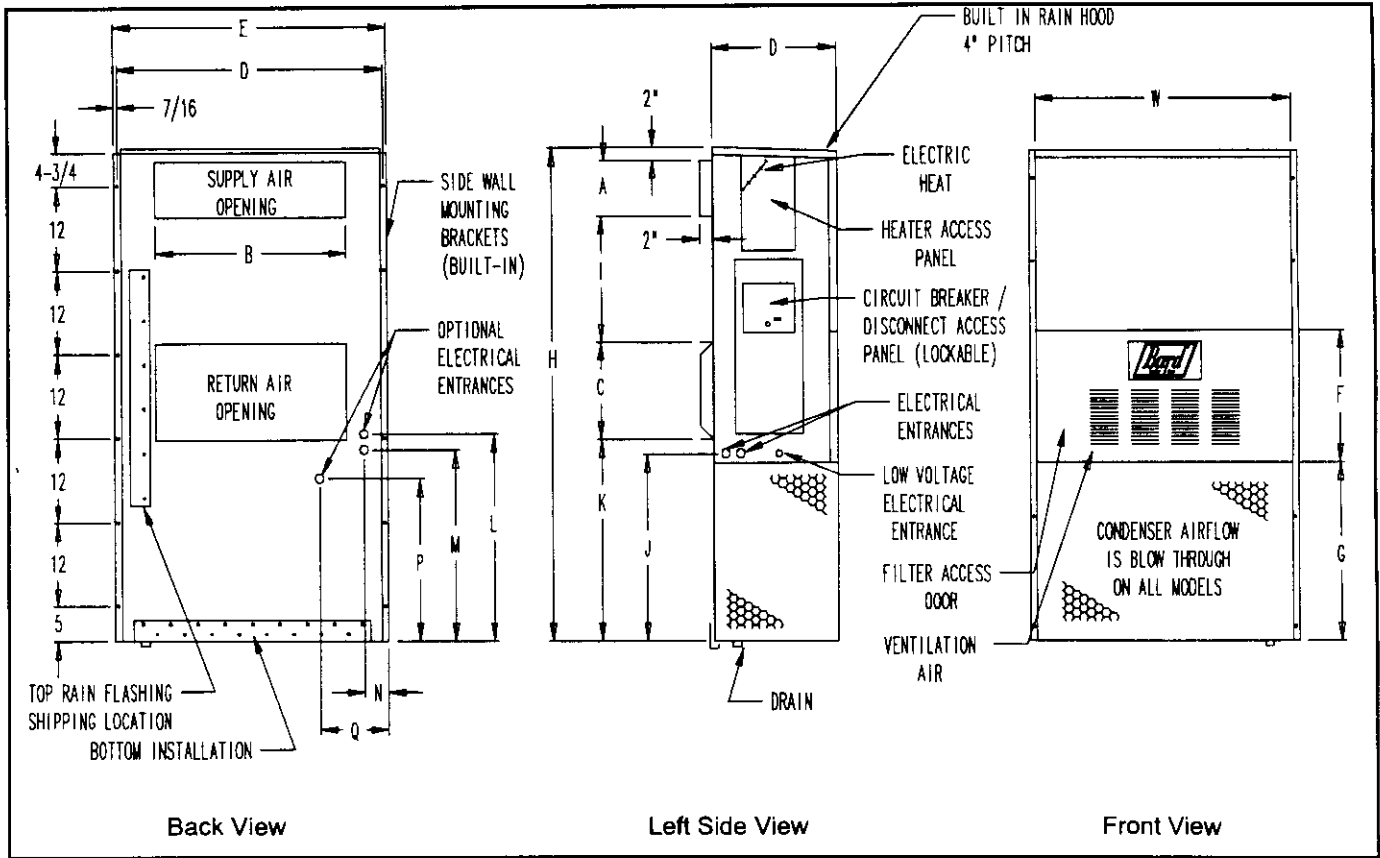 E
D
7/16
4-3/4
12
12
12
12
12
5
SUPPLY AIR
OPENING
B
RETURN AIR
OPENING
SIDE WALL
MOUNTING
BRACKETS
(BUILT-IN)
OPTIONAL
ELECTRICAL
ENTRANCES
L
M
P
N
Q
TOP RAIN FLASHING
SHIPPING LOCATION
BOTTOM INSTALLATION
Back View
BUILT IN RAIN HOOD
4° PITCH
D
2"
A
2"
I
H
C
K
J
ELECTRIC
HEAT
HEATER ACCESS
PANEL
CIRCUIT BREAKER /
DISCONNECT ACCESS
PANEL (LOCKABLE)
ELECTRICAL
ENTRANCES
LOW VOLTAGE
ELECTRICAL
ENTRANCE
FILTER ACCESS
DOOR
VENTILATION
AIR
DRAIN
Left Side View
W
Bard
F
G
CONDENSER AIRFLOW
IS BLOW THROUGH
ON ALL MODELS
Front View